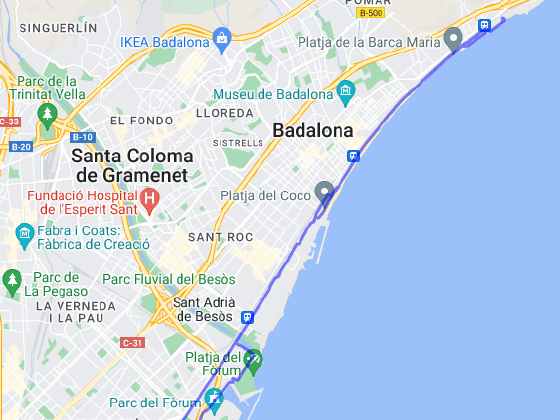 POMAR
SINGUERLÍN
B-500
IKEA Badalona
Platja de la Barca Maria
Parc de la
Trinitat Vella
Museu de Badalona
LLOREDA
EL FONDO
C-33
B-10
Badalona
SISTRELLS
B-20
Santa Coloma
de Gramenet
Fundació Hospital
de l'Esperit Sant
Platja del Coco
Fabra i Coats:
Fàbrica de Creació
SANT ROC
Parc de
La Pegaso
Parc Fluvial del Besòs
LA VERNEDA
I LA PAU
Sant Adrià
de Besòs
C-31
Platja del
Fòrum
Parc del Fòrum